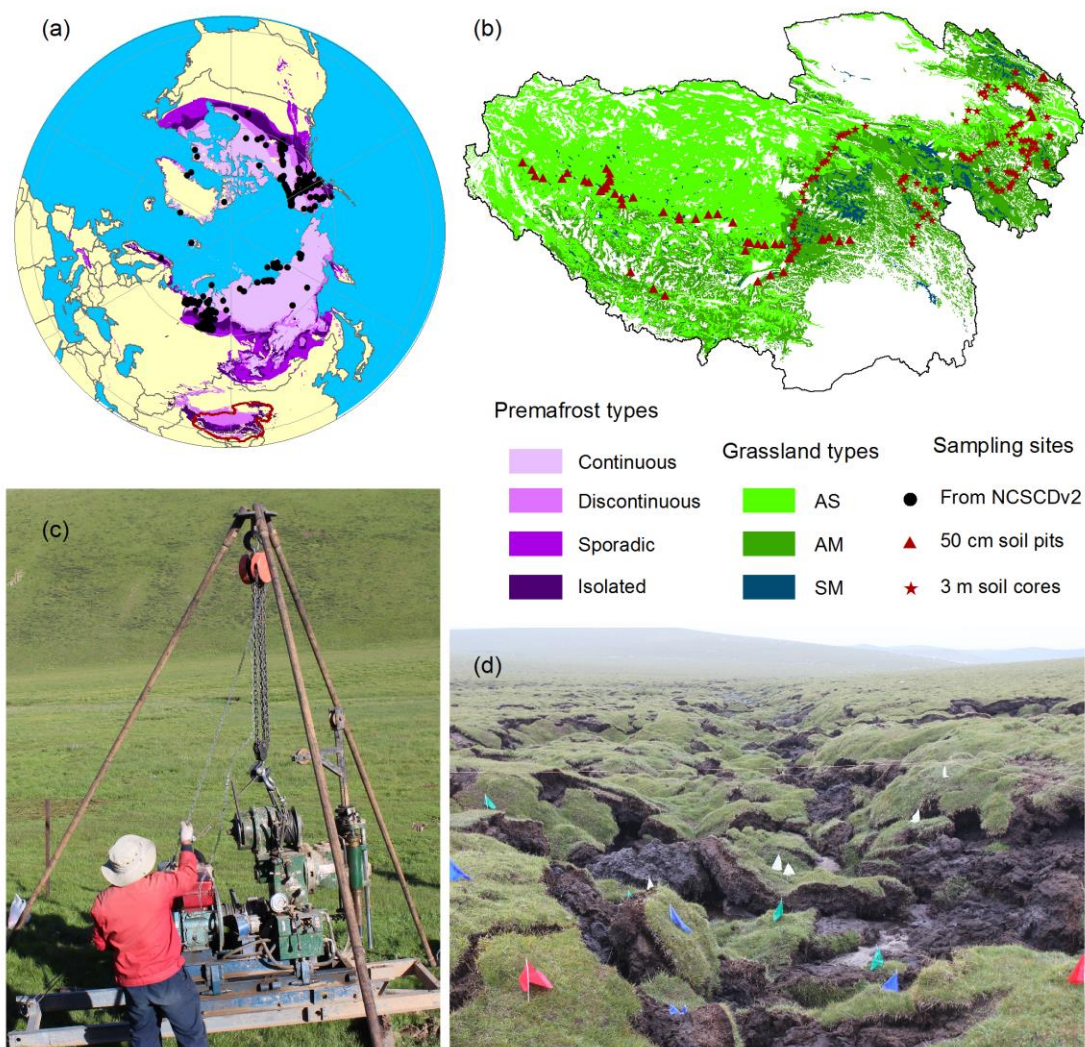 (a)
(b)
Premafrost types
Continuous
Discontinuous
Sporadic
Isolated
Grassland types
AS
AM
SM
Sampling sites
From NCSCDv2
50 cm soil pits
3 m soil cores
(c)
(d)